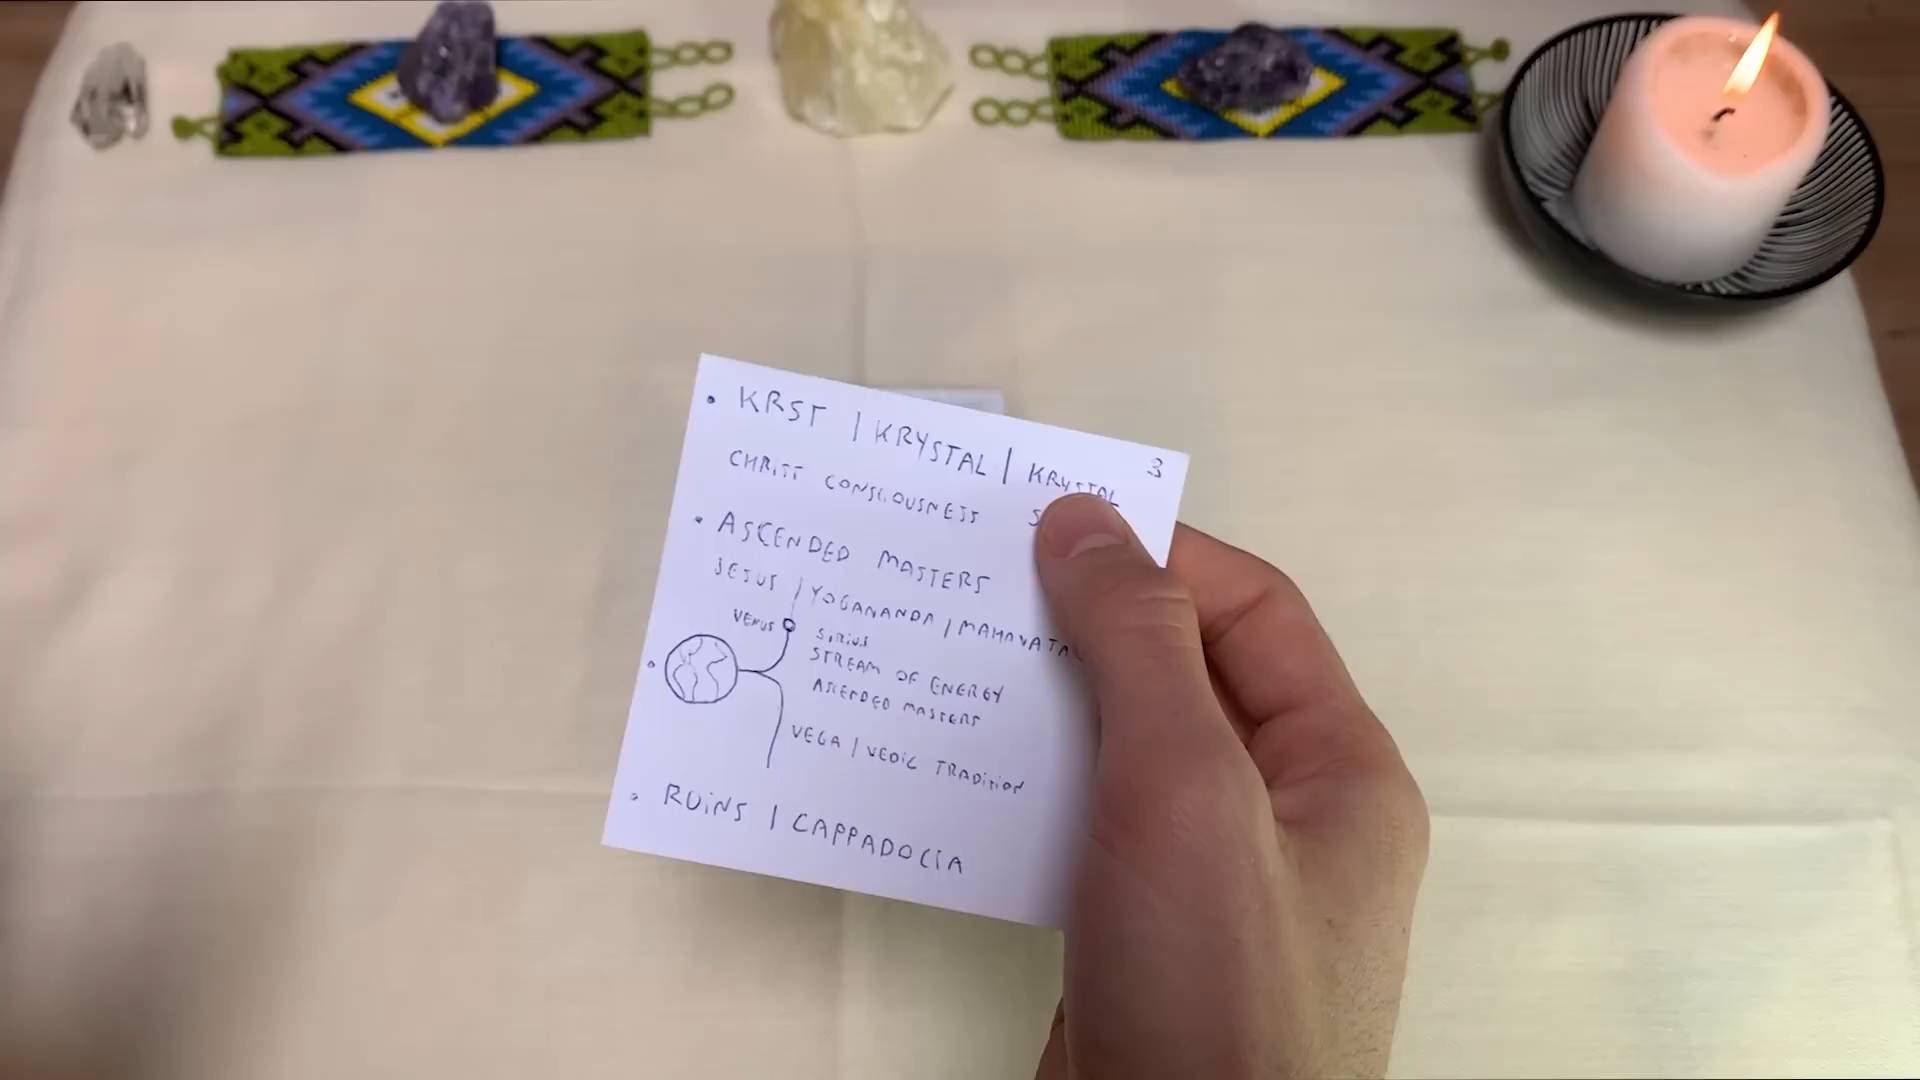 • KRST | KRYSTAL | KRYSTAL 3
CHRIST CONSCIOUSNESS
• ASCENDED MASTERS
JESUS | YOGANANDA |
VENUS SIRIUS
STREAM OF ENERGY
ASCENDED MASTERS
VEGA | VEDIC TRADITION
• RUINS | CAPPADOCIA